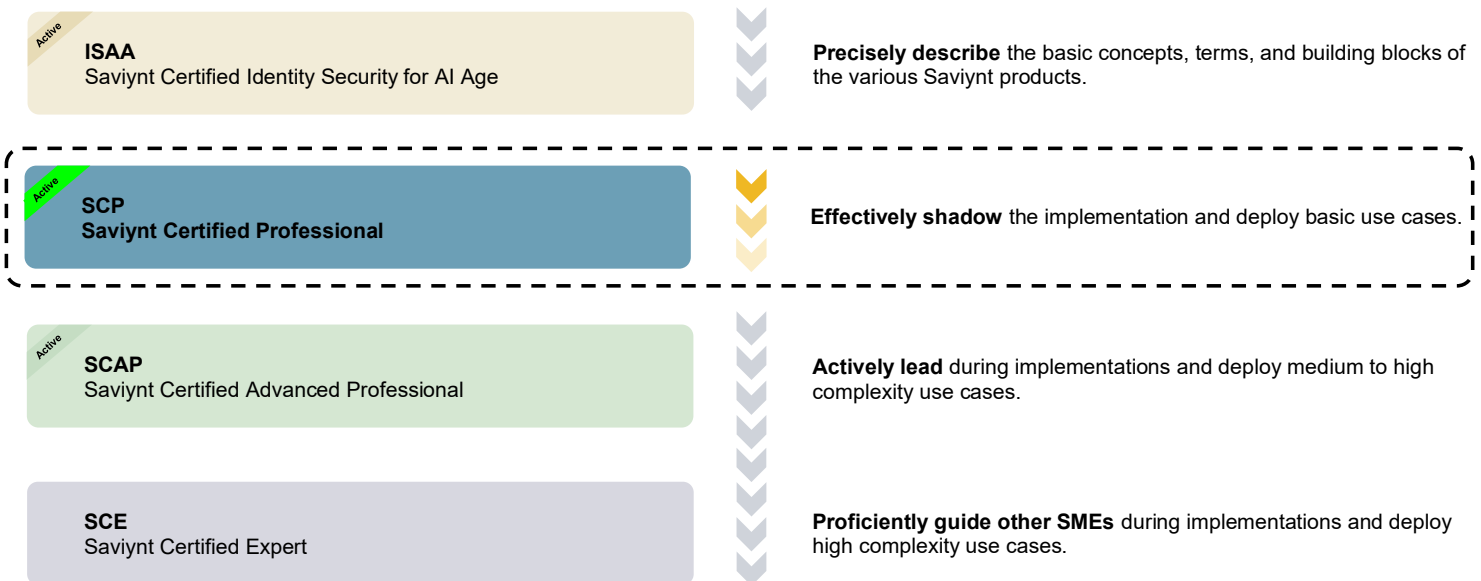 Active
ISAA
Saviynt Certified Identity Security for AI Age
Precisely describe the basic concepts, terms, and building blocks of
the various Saviynt products.
Active
SCP
Saviynt Certified Professional
Effectively shadow the implementation and deploy basic use cases.
Active
SCAP
Saviynt Certified Advanced Professional
Actively lead during implementations and deploy medium to high
complexity use cases.
SCE
Saviynt Certified Expert
Proficiently guide other SMEs during implementations and deploy
high complexity use cases.